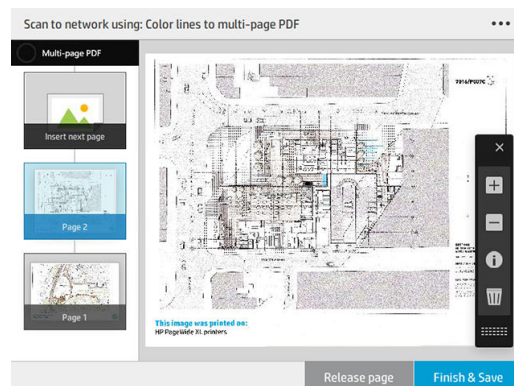 Scan to network using: Color lines to multi-page PDF
Multi-page PDF
Insert next page
Page 2
Page 1
This image was printed on:
HP PageWide XL printers
Release page
Finish & Save